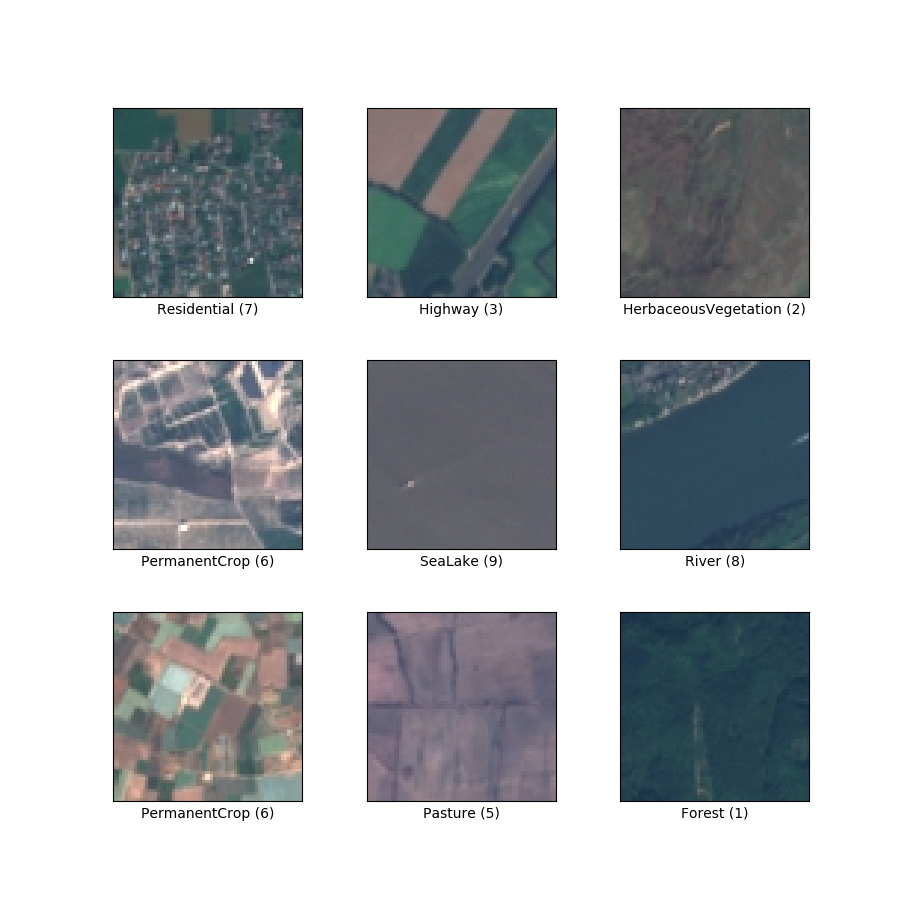 Residential (7)
Highway (3)
HerbaceousVegetation (2)
PermanentCrop (6)
SeaLake (9)
River (8)
PermanentCrop (6)
Pasture (5)
Forest (1)